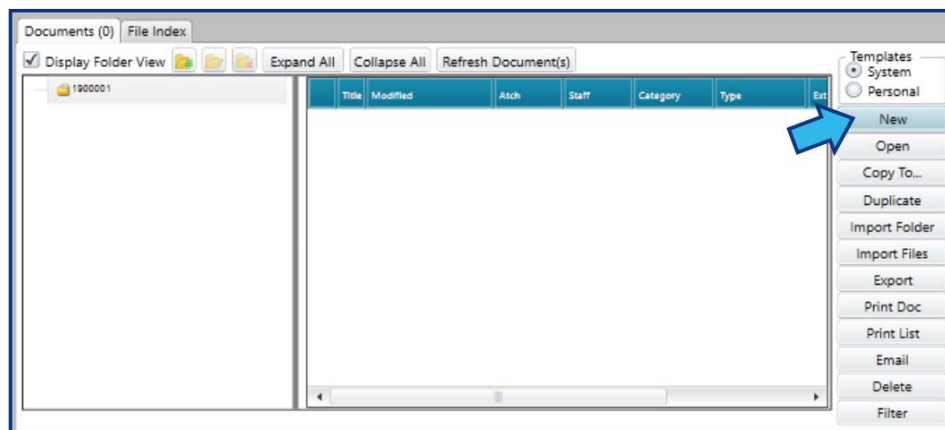 Documents (0) File Index
Display Folder View Expand All Collapse All Refresh Document(s)
1900001
Title Modified Atch Staff Category Type Ext
Templates
System
Personal
New
Open
Copy To...
Duplicate
Import Folder
Import Files
Export
Print Doc
Print List
Email
Delete
Filter